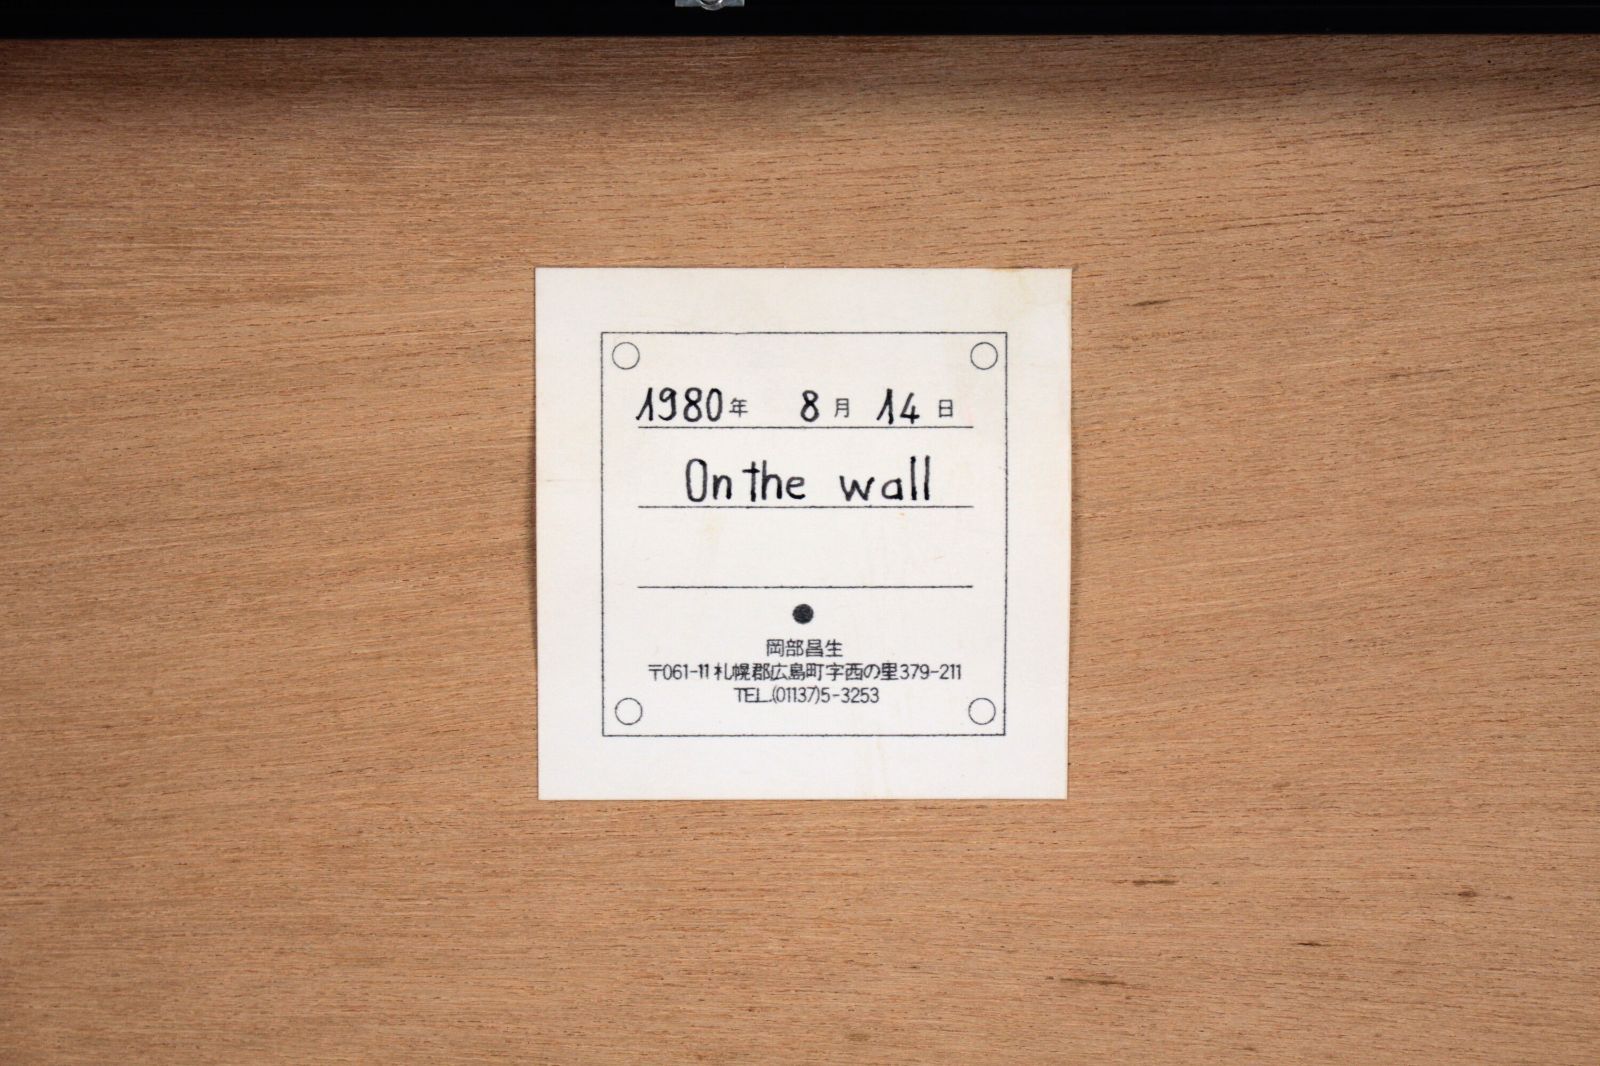 1980年 8月 14日
On the wall
岡部昌生
〒061-11 札幌郡広島町字西の里379-211
TEL.(01137)5-3253